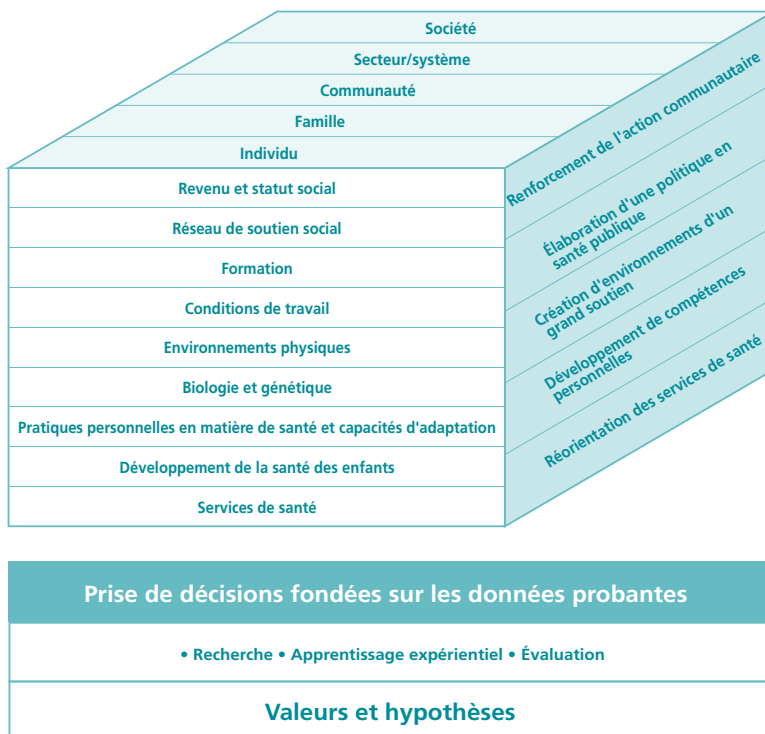 Société
Secteur/système
Communauté
Famille
Individu
Revenu et statut social
Réseau de soutien social
Formation
Conditions de travail
Environnements physiques
Biologie et génétique
Pratiques personnelles en matière de santé et capacités d'adaptation
Développement de la santé des enfants
Services de santé
Renforcement de l'action communautaire
Élaboration d'une politique en
santé publique
Création d'environnements d'un
grand soutien
Développement de compétences
personnelles
Réorientation des services de santé
Prise de décisions fondées sur les données probantes
• Recherche • Apprentissage expérientiel • Évaluation
Valeurs et hypothèses